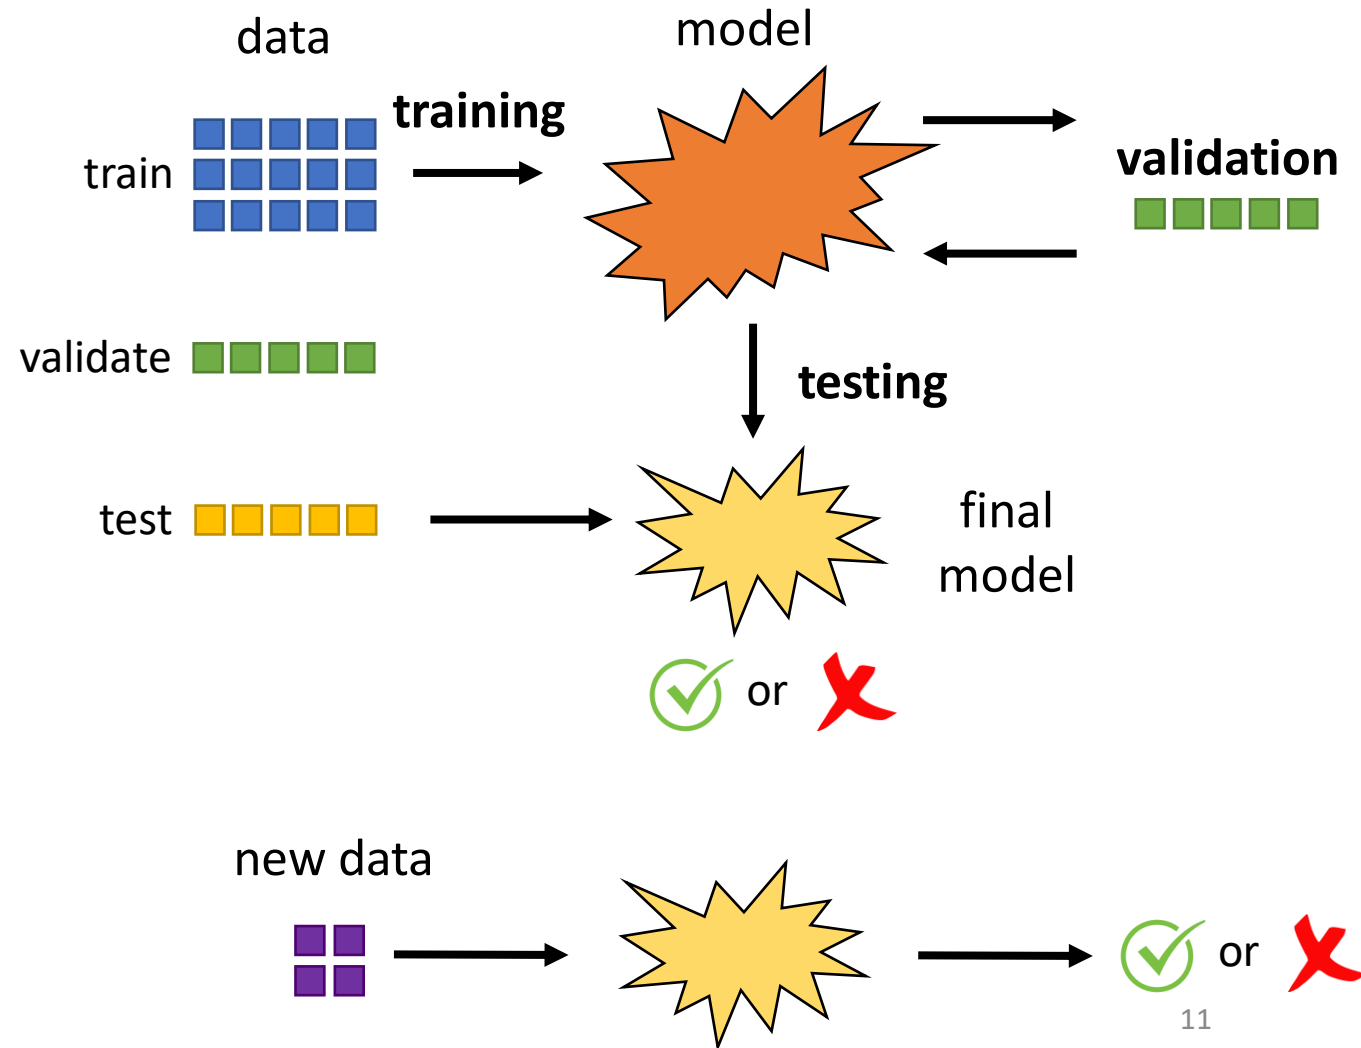 data
model
training
train
validation
validate
testing
test
final
model
or
new data
or
11